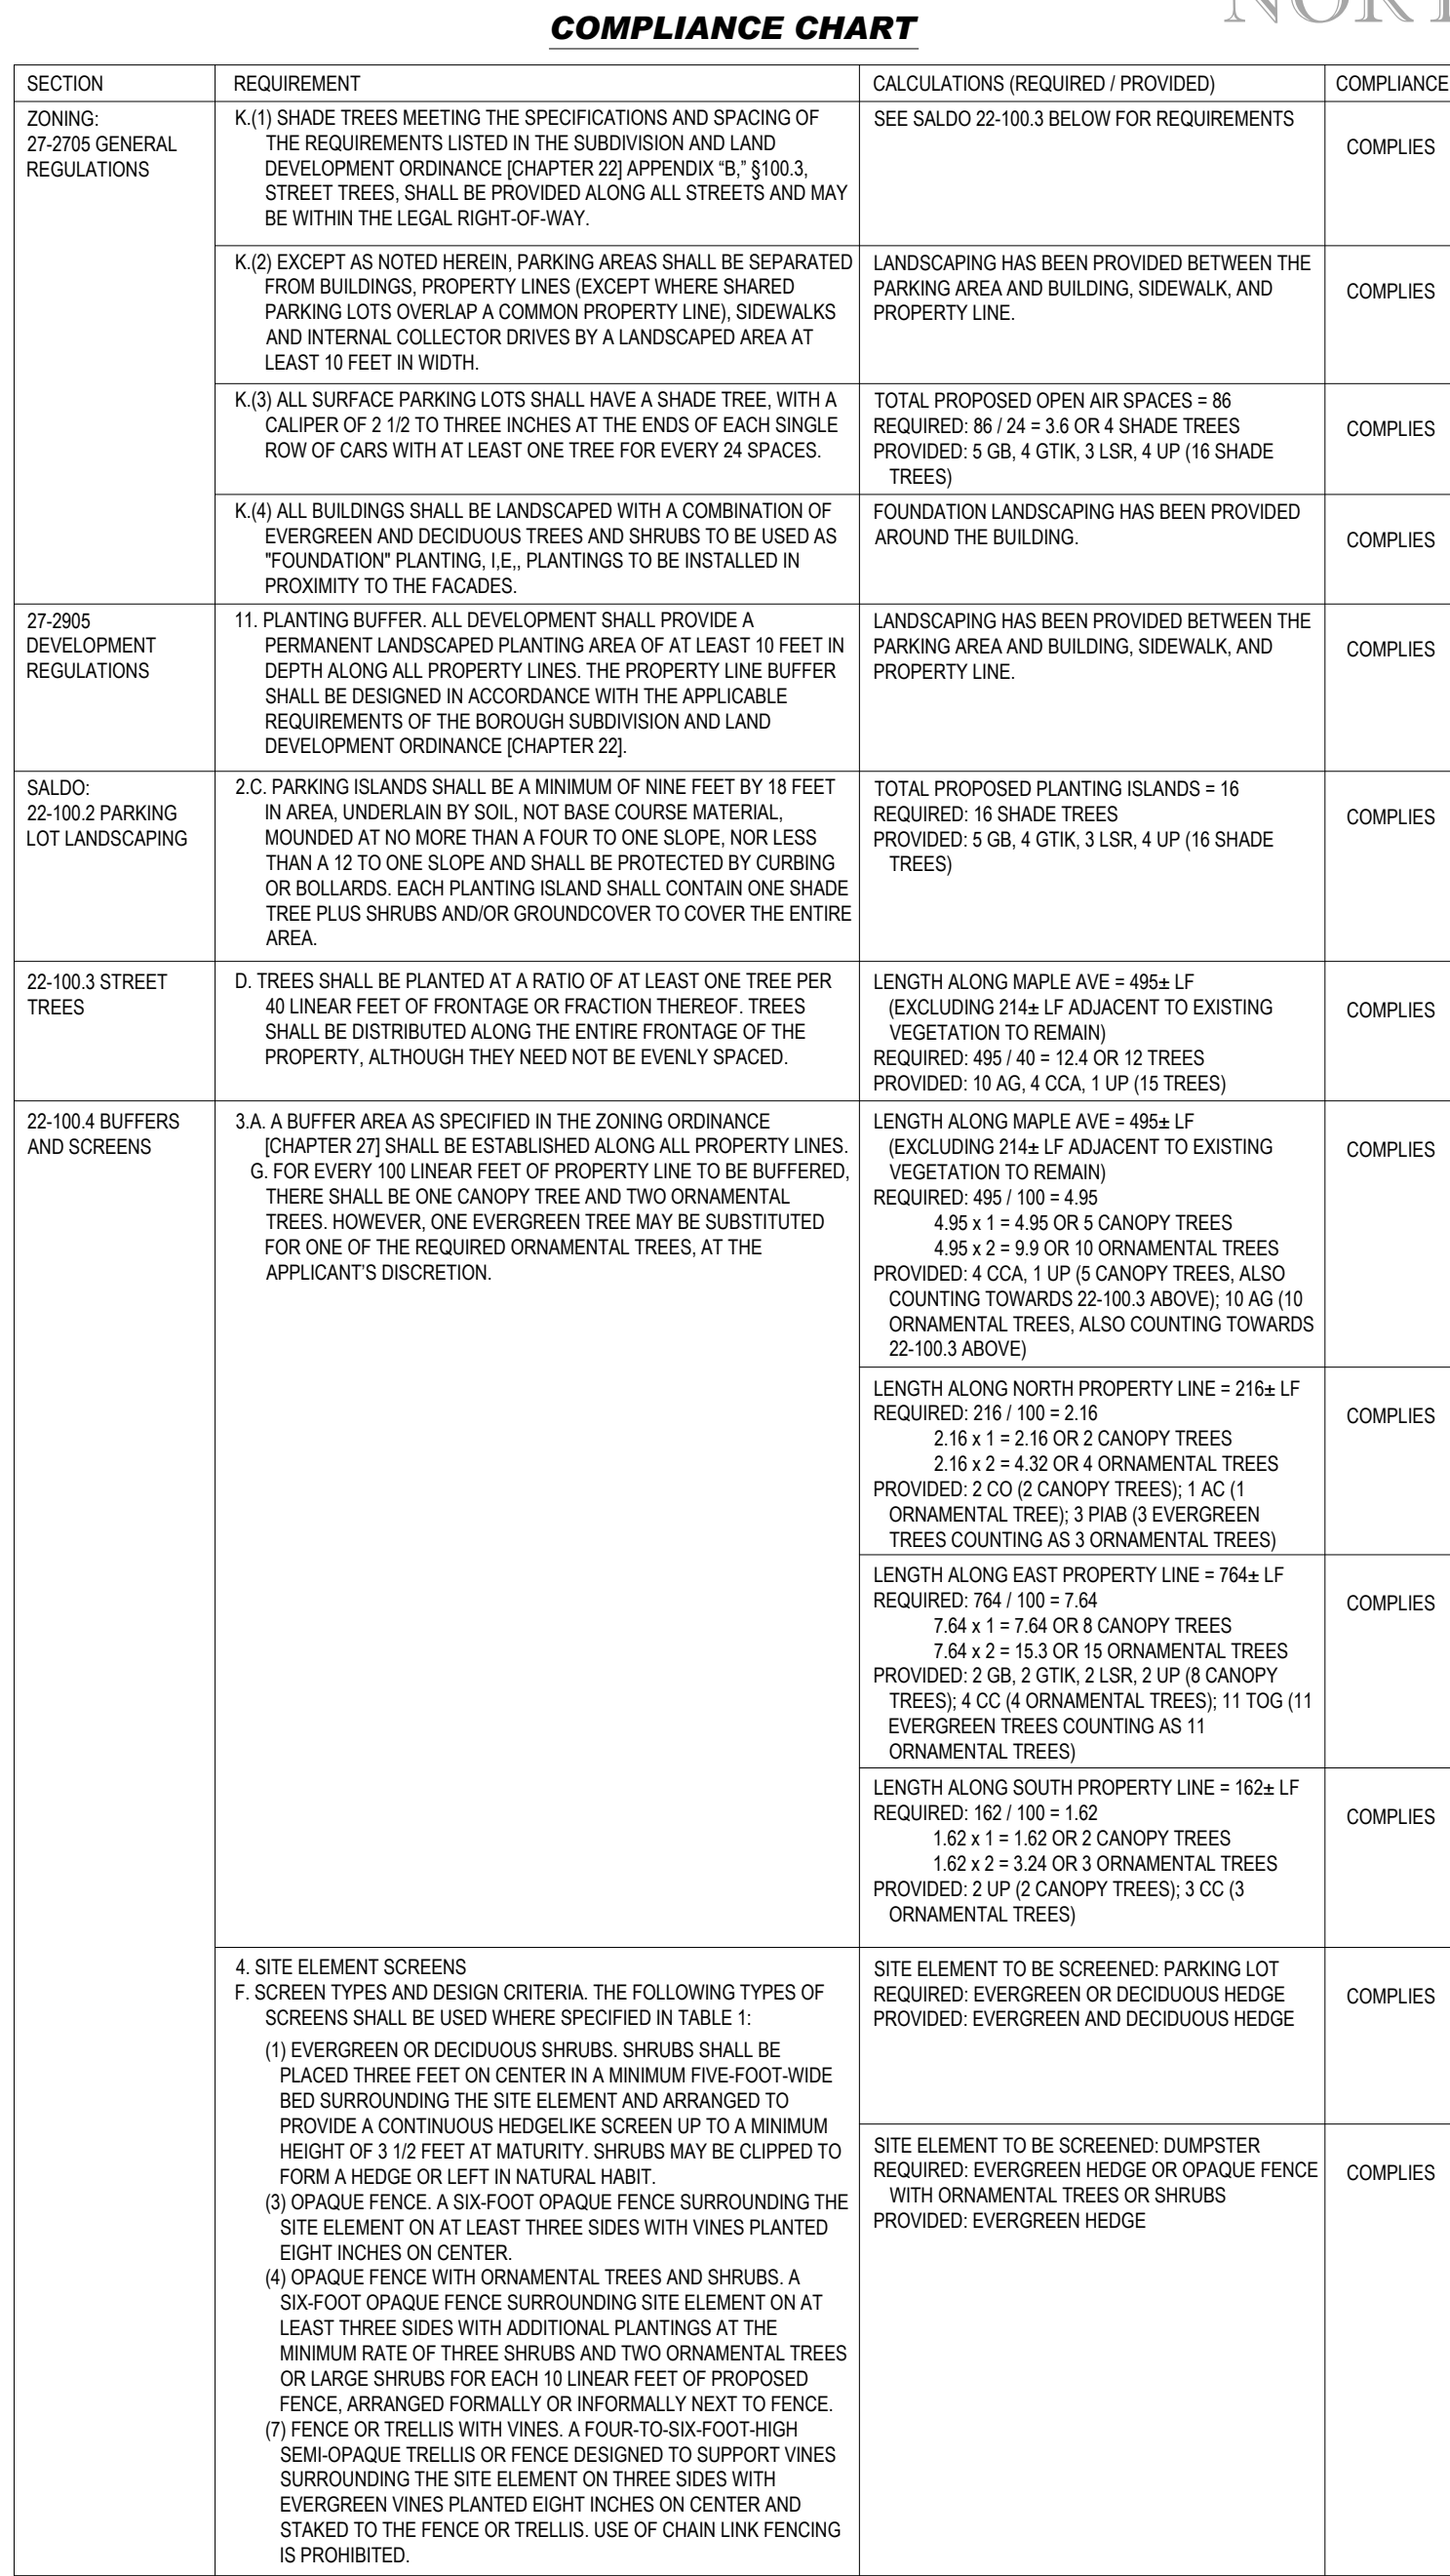 NORT
COMPLIANCE CHART
SECTION
REQUIREMENT
CALCULATIONS (REQUIRED / PROVIDED)
COMPLIANCE
ZONING:
27-2705 GENERAL
REGULATIONS
K.(1) SHADE TREES MEETING THE SPECIFICATIONS AND SPACING OF
THE REQUIREMENTS LISTED IN THE SUBDIVISION AND LAND
DEVELOPMENT ORDINANCE [CHAPTER 22] APPENDIX “B,” §100.3,
STREET TREES, SHALL BE PROVIDED ALONG ALL STREETS AND MAY
BE WITHIN THE LEGAL RIGHT-OF-WAY.
SEE SALDO 22-100.3 BELOW FOR REQUIREMENTS
COMPLIES
K.(2) EXCEPT AS NOTED HEREIN, PARKING AREAS SHALL BE SEPARATED
FROM BUILDINGS, PROPERTY LINES (EXCEPT WHERE SHARED
PARKING LOTS OVERLAP A COMMON PROPERTY LINE), SIDEWALKS
AND INTERNAL COLLECTOR DRIVES BY A LANDSCAPED AREA AT
LEAST 10 FEET IN WIDTH.
LANDSCAPING HAS BEEN PROVIDED BETWEEN THE
PARKING AREA AND BUILDING, SIDEWALK, AND
PROPERTY LINE.
COMPLIES
K.(3) ALL SURFACE PARKING LOTS SHALL HAVE A SHADE TREE, WITH A
CALIPER OF 2 1/2 TO THREE INCHES AT THE ENDS OF EACH SINGLE
ROW OF CARS WITH AT LEAST ONE TREE FOR EVERY 24 SPACES.
TOTAL PROPOSED OPEN AIR SPACES = 86
REQUIRED: 86 / 24 = 3.6 OR 4 SHADE TREES
PROVIDED: 5 GB, 4 GTIK, 3 LSR, 4 UP (16 SHADE
TREES)
COMPLIES
K.(4) ALL BUILDINGS SHALL BE LANDSCAPED WITH A COMBINATION OF
EVERGREEN AND DECIDUOUS TREES AND SHRUBS TO BE USED AS
"FOUNDATION" PLANTING, I,E,, PLANTINGS TO BE INSTALLED IN
PROXIMITY TO THE FACADES.
FOUNDATION LANDSCAPING HAS BEEN PROVIDED
AROUND THE BUILDING.
COMPLIES
27-2905
DEVELOPMENT
REGULATIONS
11. PLANTING BUFFER. ALL DEVELOPMENT SHALL PROVIDE A
PERMANENT LANDSCAPED PLANTING AREA OF AT LEAST 10 FEET IN
DEPTH ALONG ALL PROPERTY LINES. THE PROPERTY LINE BUFFER
SHALL BE DESIGNED IN ACCORDANCE WITH THE APPLICABLE
REQUIREMENTS OF THE BOROUGH SUBDIVISION AND LAND
DEVELOPMENT ORDINANCE [CHAPTER 22].
LANDSCAPING HAS BEEN PROVIDED BETWEEN THE
PARKING AREA AND BUILDING, SIDEWALK, AND
PROPERTY LINE.
COMPLIES
SALDO:
22-100.2 PARKING
LOT LANDSCAPING
2.C. PARKING ISLANDS SHALL BE A MINIMUM OF NINE FEET BY 18 FEET
IN AREA, UNDERLAIN BY SOIL, NOT BASE COURSE MATERIAL,
MOUNDED AT NO MORE THAN A FOUR TO ONE SLOPE, NOR LESS
THAN A 12 TO ONE SLOPE AND SHALL BE PROTECTED BY CURBING
OR BOLLARDS. EACH PLANTING ISLAND SHALL CONTAIN ONE SHADE
TREE PLUS SHRUBS AND/OR GROUNDCOVER TO COVER THE ENTIRE
AREA.
TOTAL PROPOSED PLANTING ISLANDS = 16
REQUIRED: 16 SHADE TREES
PROVIDED: 5 GB, 4 GTIK, 3 LSR, 4 UP (16 SHADE
TREES)
COMPLIES
22-100.3 STREET
TREES
D. TREES SHALL BE PLANTED AT A RATIO OF AT LEAST ONE TREE PER
40 LINEAR FEET OF FRONTAGE OR FRACTION THEREOF. TREES
SHALL BE DISTRIBUTED ALONG THE ENTIRE FRONTAGE OF THE
PROPERTY, ALTHOUGH THEY NEED NOT BE EVENLY SPACED.
LENGTH ALONG MAPLE AVE = 495± LF
(EXCLUDING 214± LF ADJACENT TO EXISTING
VEGETATION TO REMAIN)
REQUIRED: 495 / 40 = 12.4 OR 12 TREES
PROVIDED: 10 AG, 4 CCA, 1 UP (15 TREES)
COMPLIES
22-100.4 BUFFERS
AND SCREENS
3.A. A BUFFER AREA AS SPECIFIED IN THE ZONING ORDINANCE
[CHAPTER 27] SHALL BE ESTABLISHED ALONG ALL PROPERTY LINES.
G. FOR EVERY 100 LINEAR FEET OF PROPERTY LINE TO BE BUFFERED,
THERE SHALL BE ONE CANOPY TREE AND TWO ORNAMENTAL
TREES. HOWEVER, ONE EVERGREEN TREE MAY BE SUBSTITUTED
FOR ONE OF THE REQUIRED ORNAMENTAL TREES, AT THE
APPLICANT'S DISCRETION.
LENGTH ALONG MAPLE AVE = 495± LF
(EXCLUDING 214± LF ADJACENT TO EXISTING
VEGETATION TO REMAIN)
REQUIRED: 495 / 100 = 4.95
4.95 x 1 = 4.95 OR 5 CANOPY TREES
4.95 x 2 = 9.9 OR 10 ORNAMENTAL TREES
PROVIDED: 4 CCA, 1 UP (5 CANOPY TREES, ALSO
COUNTING TOWARDS 22-100.3 ABOVE); 10 AG (10
ORNAMENTAL TREES, ALSO COUNTING TOWARDS
22-100.3 ABOVE)
COMPLIES
LENGTH ALONG NORTH PROPERTY LINE = 216± LF
REQUIRED: 216 / 100 = 2.16
2.16 x 1 = 2.16 OR 2 CANOPY TREES
2.16 x 2 = 4.32 OR 4 ORNAMENTAL TREES
PROVIDED: 2 CO (2 CANOPY TREES); 1 AC (1
ORNAMENTAL TREE); 3 PIAB (3 EVERGREEN
TREES COUNTING AS 3 ORNAMENTAL TREES)
COMPLIES
LENGTH ALONG EAST PROPERTY LINE = 764± LF
REQUIRED: 764 / 100 = 7.64
7.64 x 1 = 7.64 OR 8 CANOPY TREES
7.64 x 2 = 15.3 OR 15 ORNAMENTAL TREES
PROVIDED: 2 GB, 2 GTIK, 2 LSR, 2 UP (8 CANOPY
TREES); 4 CC (4 ORNAMENTAL TREES); 11 TOG (11
EVERGREEN TREES COUNTING AS 11
ORNAMENTAL TREES)
COMPLIES
LENGTH ALONG SOUTH PROPERTY LINE = 162± LF
REQUIRED: 162 / 100 = 1.62
1.62 x 1 = 1.62 OR 2 CANOPY TREES
1.62 x 2 = 3.24 OR 3 ORNAMENTAL TREES
PROVIDED: 2 UP (2 CANOPY TREES); 3 CC (3
ORNAMENTAL TREES)
COMPLIES
4. SITE ELEMENT SCREENS
F. SCREEN TYPES AND DESIGN CRITERIA. THE FOLLOWING TYPES OF
SCREENS SHALL BE USED WHERE SPECIFIED IN TABLE 1:
(1) EVERGREEN OR DECIDUOUS SHRUBS. SHRUBS SHALL BE
PLACED THREE FEET ON CENTER IN A MINIMUM FIVE-FOOT-WIDE
BED SURROUNDING THE SITE ELEMENT AND ARRANGED TO
PROVIDE A CONTINUOUS HEDGELIKE SCREEN UP TO A MINIMUM
HEIGHT OF 3 1/2 FEET AT MATURITY. SHRUBS MAY BE CLIPPED TO
FORM A HEDGE OR LEFT IN NATURAL HABIT.
(3) OPAQUE FENCE. A SIX-FOOT OPAQUE FENCE SURROUNDING THE
SITE ELEMENT ON AT LEAST THREE SIDES WITH VINES PLANTED
EIGHT INCHES ON CENTER.
(4) OPAQUE FENCE WITH ORNAMENTAL TREES AND SHRUBS. A
SIX-FOOT OPAQUE FENCE SURROUNDING SITE ELEMENT ON AT
LEAST THREE SIDES WITH ADDITIONAL PLANTINGS AT THE
MINIMUM RATE OF THREE SHRUBS AND TWO ORNAMENTAL TREES
OR LARGE SHRUBS FOR EACH 10 LINEAR FEET OF PROPOSED
FENCE, ARRANGED FORMALLY OR INFORMALLY NEXT TO FENCE.
(7) FENCE OR TRELLIS WITH VINES. A FOUR-TO-SIX-FOOT-HIGH
SEMI-OPAQUE TRELLIS OR FENCE DESIGNED TO SUPPORT VINES
SURROUNDING THE SITE ELEMENT ON THREE SIDES WITH
EVERGREEN VINES PLANTED EIGHT INCHES ON CENTER AND
STAKED TO THE FENCE OR TRELLIS. USE OF CHAIN LINK FENCING
IS PROHIBITED.
SITE ELEMENT TO BE SCREENED: PARKING LOT
REQUIRED: EVERGREEN OR DECIDUOUS HEDGE
PROVIDED: EVERGREEN AND DECIDUOUS HEDGE
COMPLIES
SITE ELEMENT TO BE SCREENED: DUMPSTER
REQUIRED: EVERGREEN HEDGE OR OPAQUE FENCE
WITH ORNAMENTAL TREES OR SHRUBS
PROVIDED: EVERGREEN HEDGE
COMPLIES